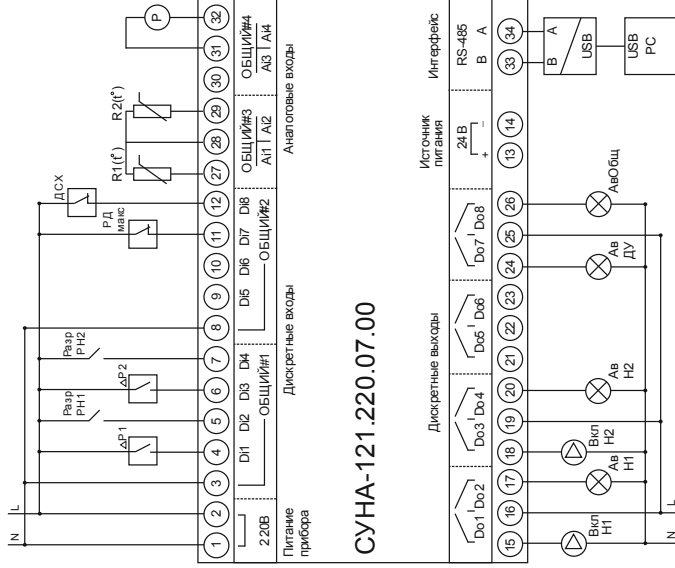 N L
ΔP1
Разр РН1
ΔP2
Разр РН2
РД макс
ДСХ
R1(t°)
R2(t°)
P
1 2 3 4 5 6 7 8 9 10 11 12 27 28 29 30 31 32
220В
Di1 Di2 Di3 Di4
ОБЩИЙ#1
Di5 Di6 Di7 Di8
ОБЩИЙ#2
ОБЩИЙ#3
Ai1 Ai2
ОБЩИЙ#4
Ai3 Ai4
Питание прибора
Дискретные входы
Аналоговые входы
СУНА-121.220.07.00
Дискретные выходы
Источник питания
Интерфейс
Do1 Do2
Do3 Do4
Do5 Do6
Do7 Do8
24 В
+ −
RS-485
B A
15 16 17 18 19 20 21 22 23 24 25 26 13 14 33 34
Вкл Н1
Ав Н1
Вкл Н2
Ав Н2
Ав ДУ
АвОбщ
B A
USB
USB PC
N L